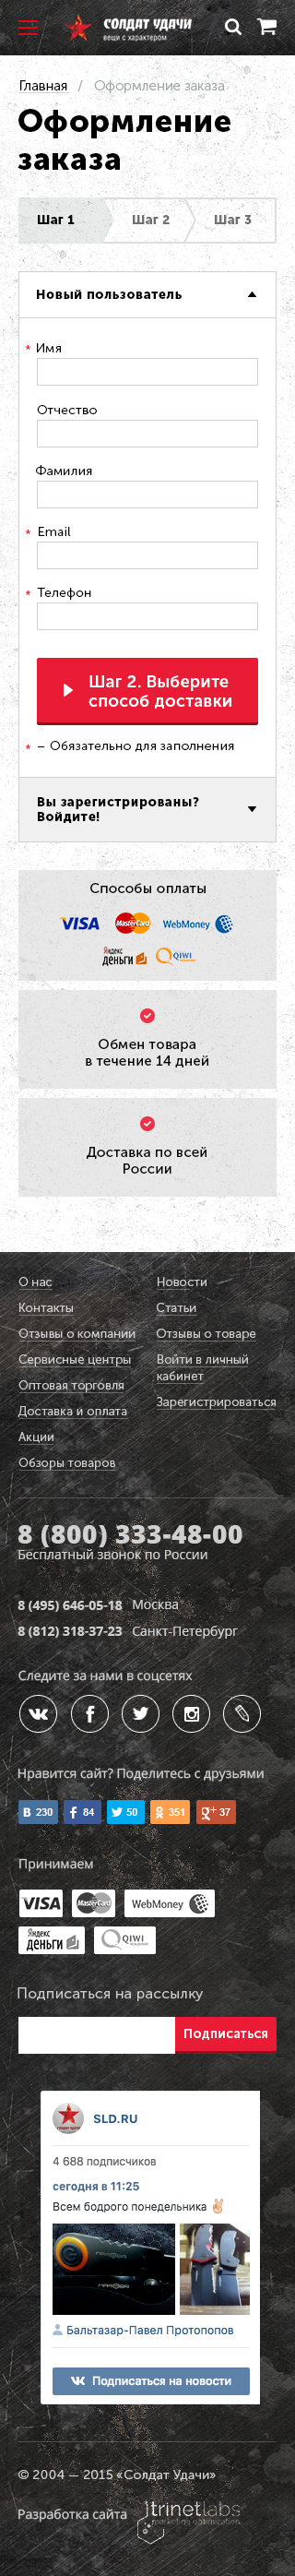 СОЛДАТ УДАЧИ
вещи с характером
Главная / Оформление заказа
Оформление
заказа
Шаг 1 Шаг 2 Шаг 3
Новый пользователь
* Имя
Отчество
Фамилия
* Email
* Телефон
Шаг 2. Выберите
способ доставки
* – Обязательно для заполнения
Вы зарегистрированы?
Войдите!
Способы оплаты
VISA MasterCard WebMoney
Яндекс деньги QIWI
Обмен товара
в течение 14 дней
Доставка по всей
России
О нас
Контакты
Отзывы о компании
Сервисные центры
Оптовая торговля
Доставка и оплата
Акции
Обзоры товаров
Новости
Статьи
Отзывы о товаре
Войти в личный
кабинет
Зарегистрироваться
8 (800) 333-48-00
Бесплатный звонок по России
8 (495) 646-05-18 Москва
8 (812) 318-37-23 Санкт-Петербург
Следите за нами в соцсетях
Нравится сайт? Поделитесь с друзьями
В 230 f 84 50 351 g+ 37
Принимаем
VISA MasterCard WebMoney
Яндекс деньги QIWI
Подписаться на рассылку
Подписаться
SLD.RU
4 688 подписчиков
сегодня в 11:25
Всем бодрого понедельника
Бальтазар-Павел Протопопов
Подписаться на новости
© 2004 — 2015 «Солдат Удачи»
Разработка сайта
itrinetlabs
marketing optimization